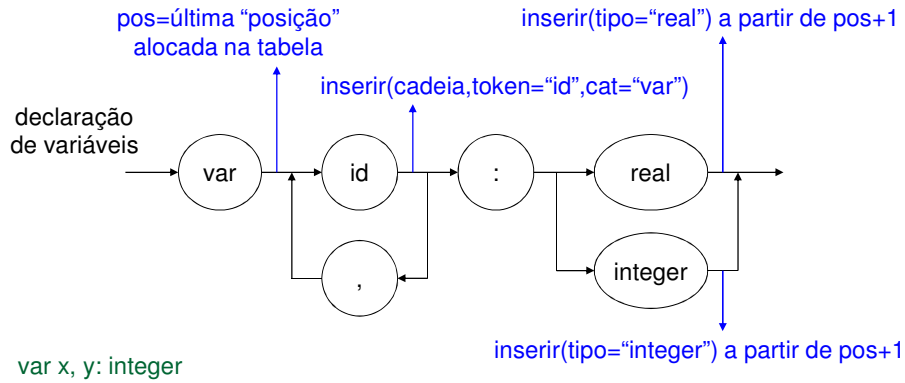 pos=última “posição”
alocada na tabela
inserir(tipo=“real”) a partir de pos+1
inserir(cadeia,token=“id”,cat=“var”)
declaração
de variáveis
var
id
:
real
,
integer
inserir(tipo=“integer”) a partir de pos+1
var x, y: integer